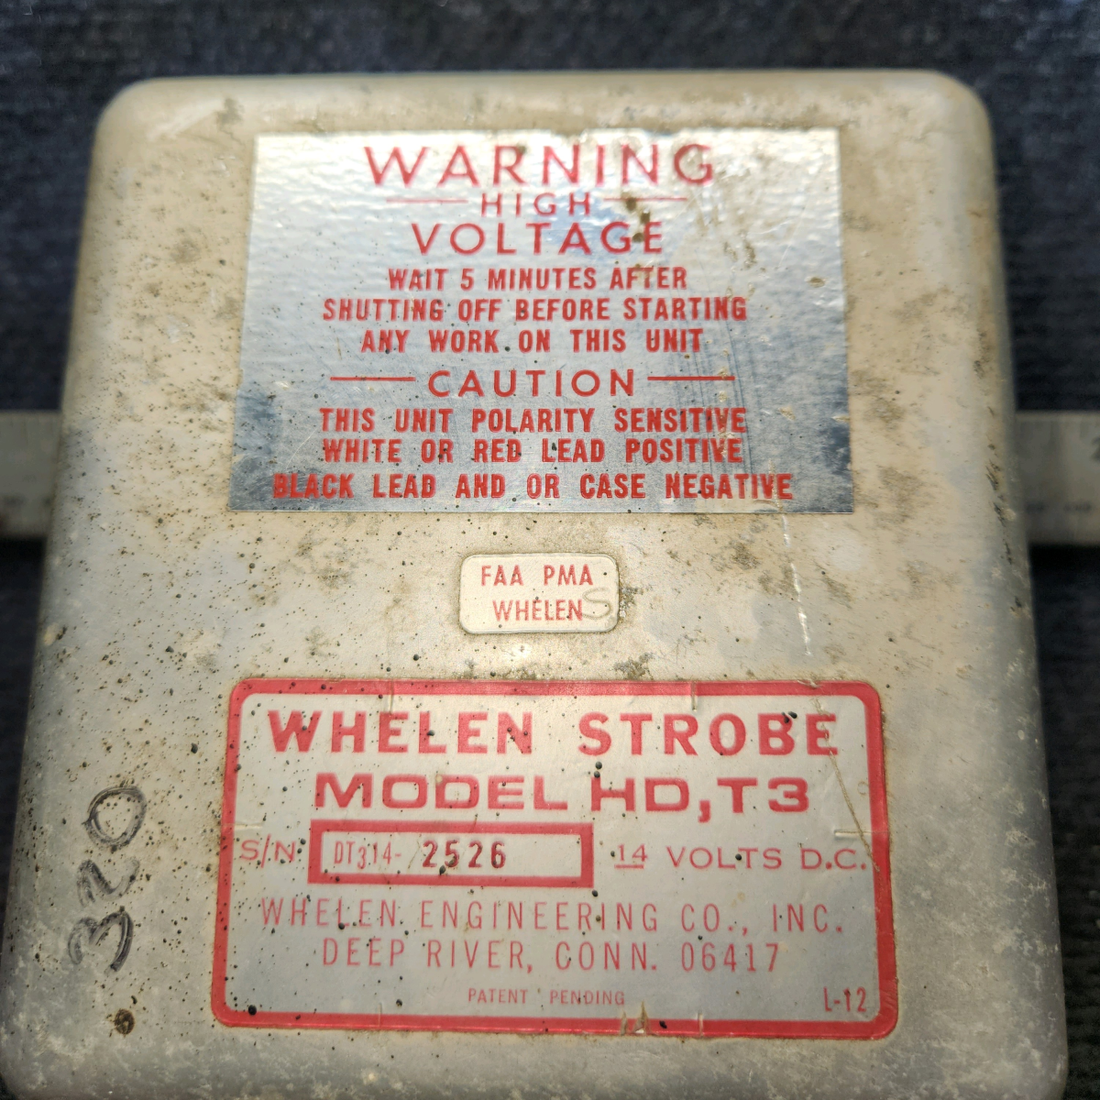 WARNING
HIGH
VOLTAGE
WAIT 5 MINUTES AFTER
SHUTTING OFF BEFORE STARTING
ANY WORK ON THIS UNIT
CAUTION
THIS UNIT POLARITY SENSITIVE
WHITE OR RED LEAD POSITIVE
BLACK LEAD AND OR CASE NEGATIVE
FAA PMA
WHELEN S
WHELEN STROBE
MODEL HD,T3
S/N DT314- 2526 14 VOLTS D.C.
WHELEN ENGINEERING CO., INC.
DEEP RIVER, CONN. 06417
PATENT PENDING
L-12
320